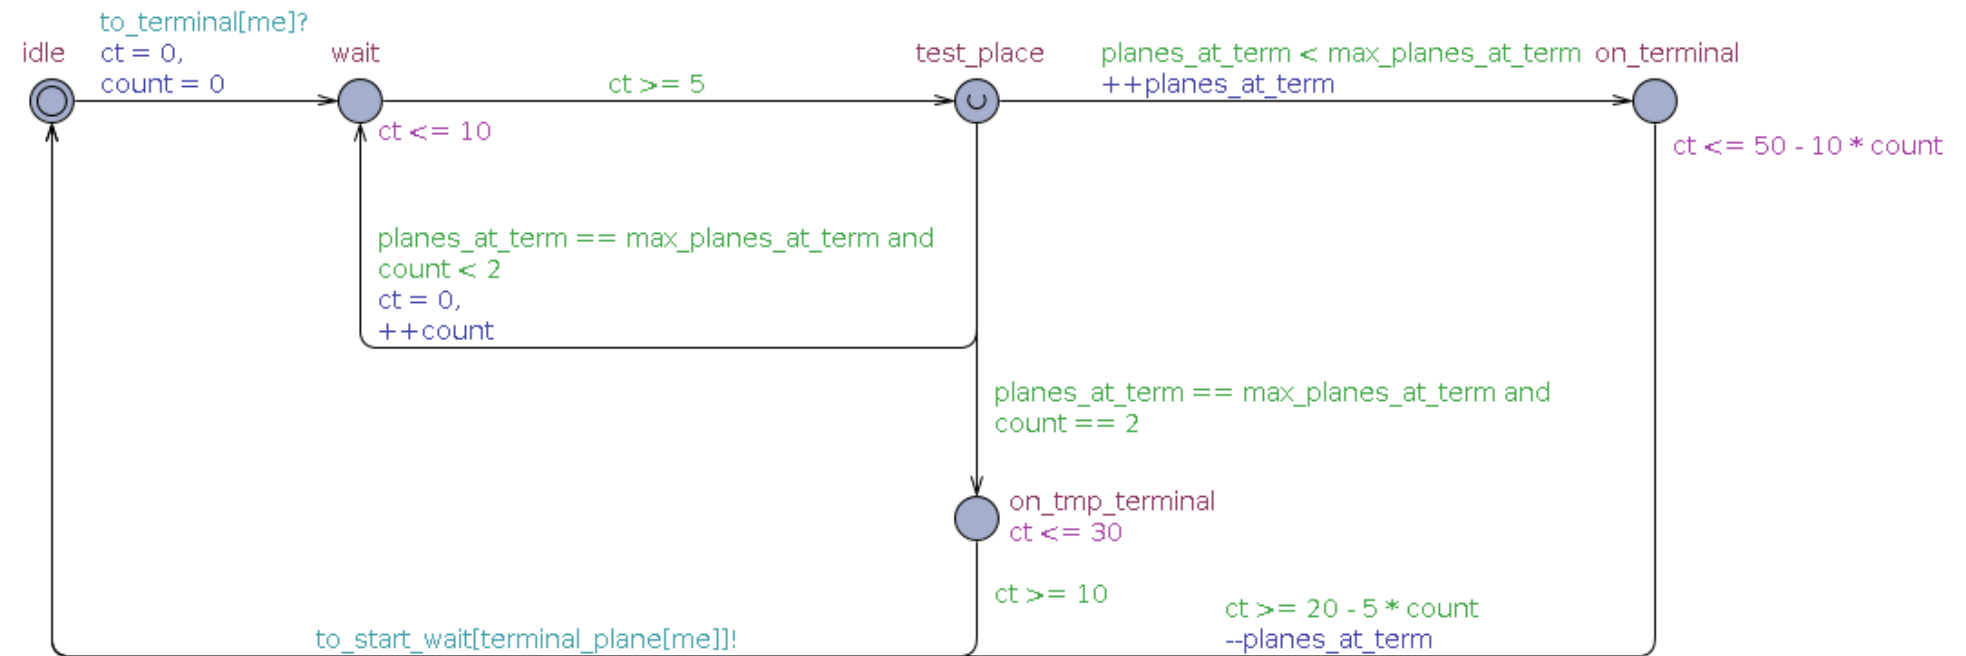 idle
to_terminal[me]?
ct = 0,
count = 0
wait
ct <= 10
ct >= 5
test_place
planes_at_term < max_planes_at_term
++planes_at_term
on_terminal
ct <= 50 - 10 * count
planes_at_term == max_planes_at_term and
count < 2
ct = 0,
++count
planes_at_term == max_planes_at_term and
count == 2
on_tmp_terminal
ct <= 30
ct >= 10
ct >= 20 - 5 * count
--planes_at_term
to_start_wait[terminal_plane[me]]!